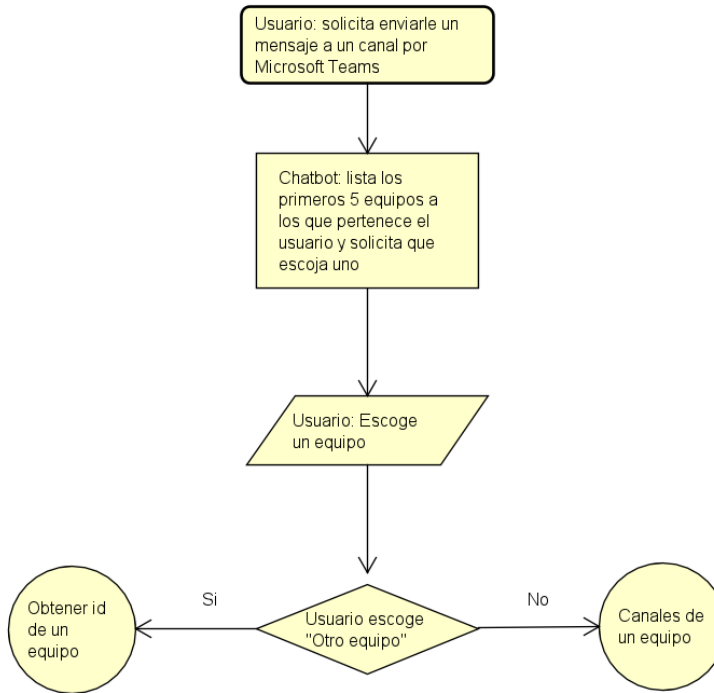 Usuario: solicita enviarle un
mensaje a un canal por
Microsoft Teams
Chatbot: lista los
primeros 5 equipos a
los que pertenece el
usuario y solicita que
escoja uno
Usuario: Escoge
un equipo
Si
No
Obtener id
de un
equipo
Usuario escoge
"Otro equipo"
Canales de
un equipo